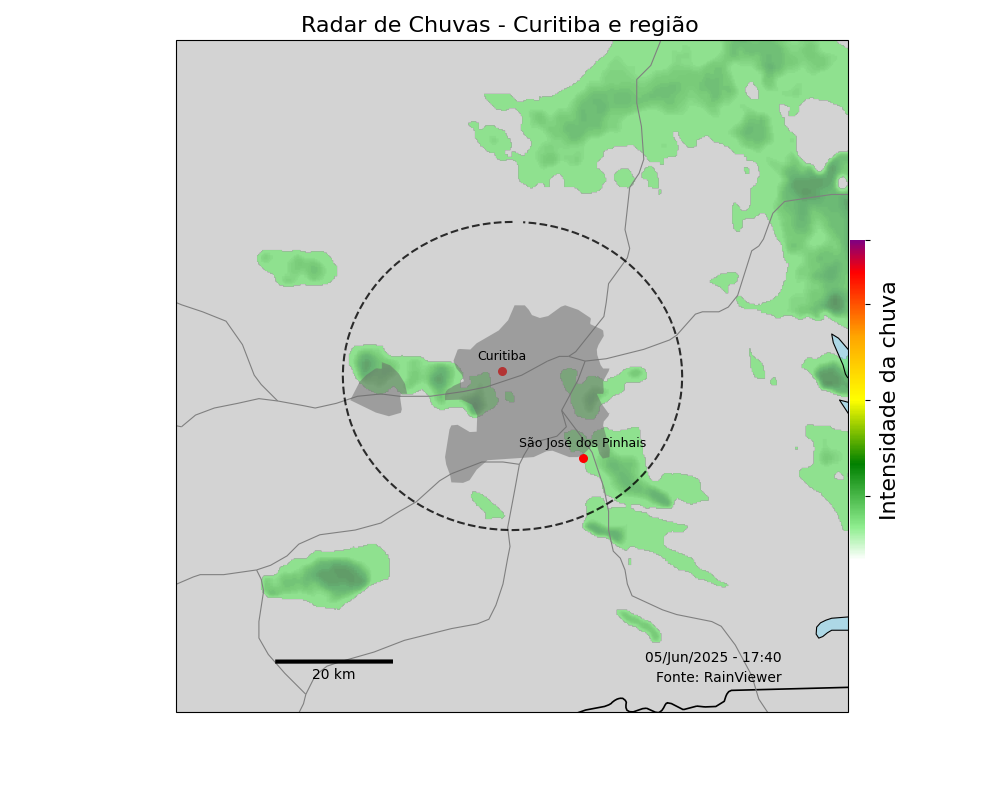 Radar de Chuvas - Curitiba e região
Curitiba
São José dos Pinhais
Intensidade da chuva
20 km
05/Jun/2025 - 17:40
Fonte: RainViewer